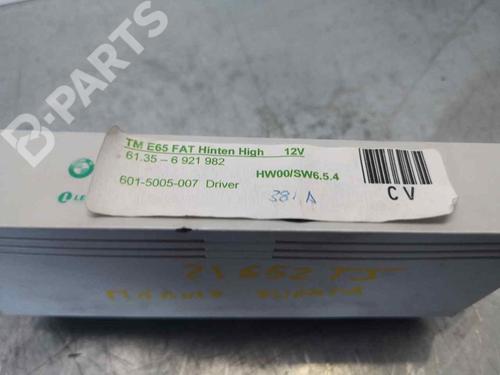 B-PARTS
TM E65 FAT Hinten High 12V
61.35 - 6 921 982
HW00/SW6.5.4
601-5005-007 Driver
381 A
CV
LE